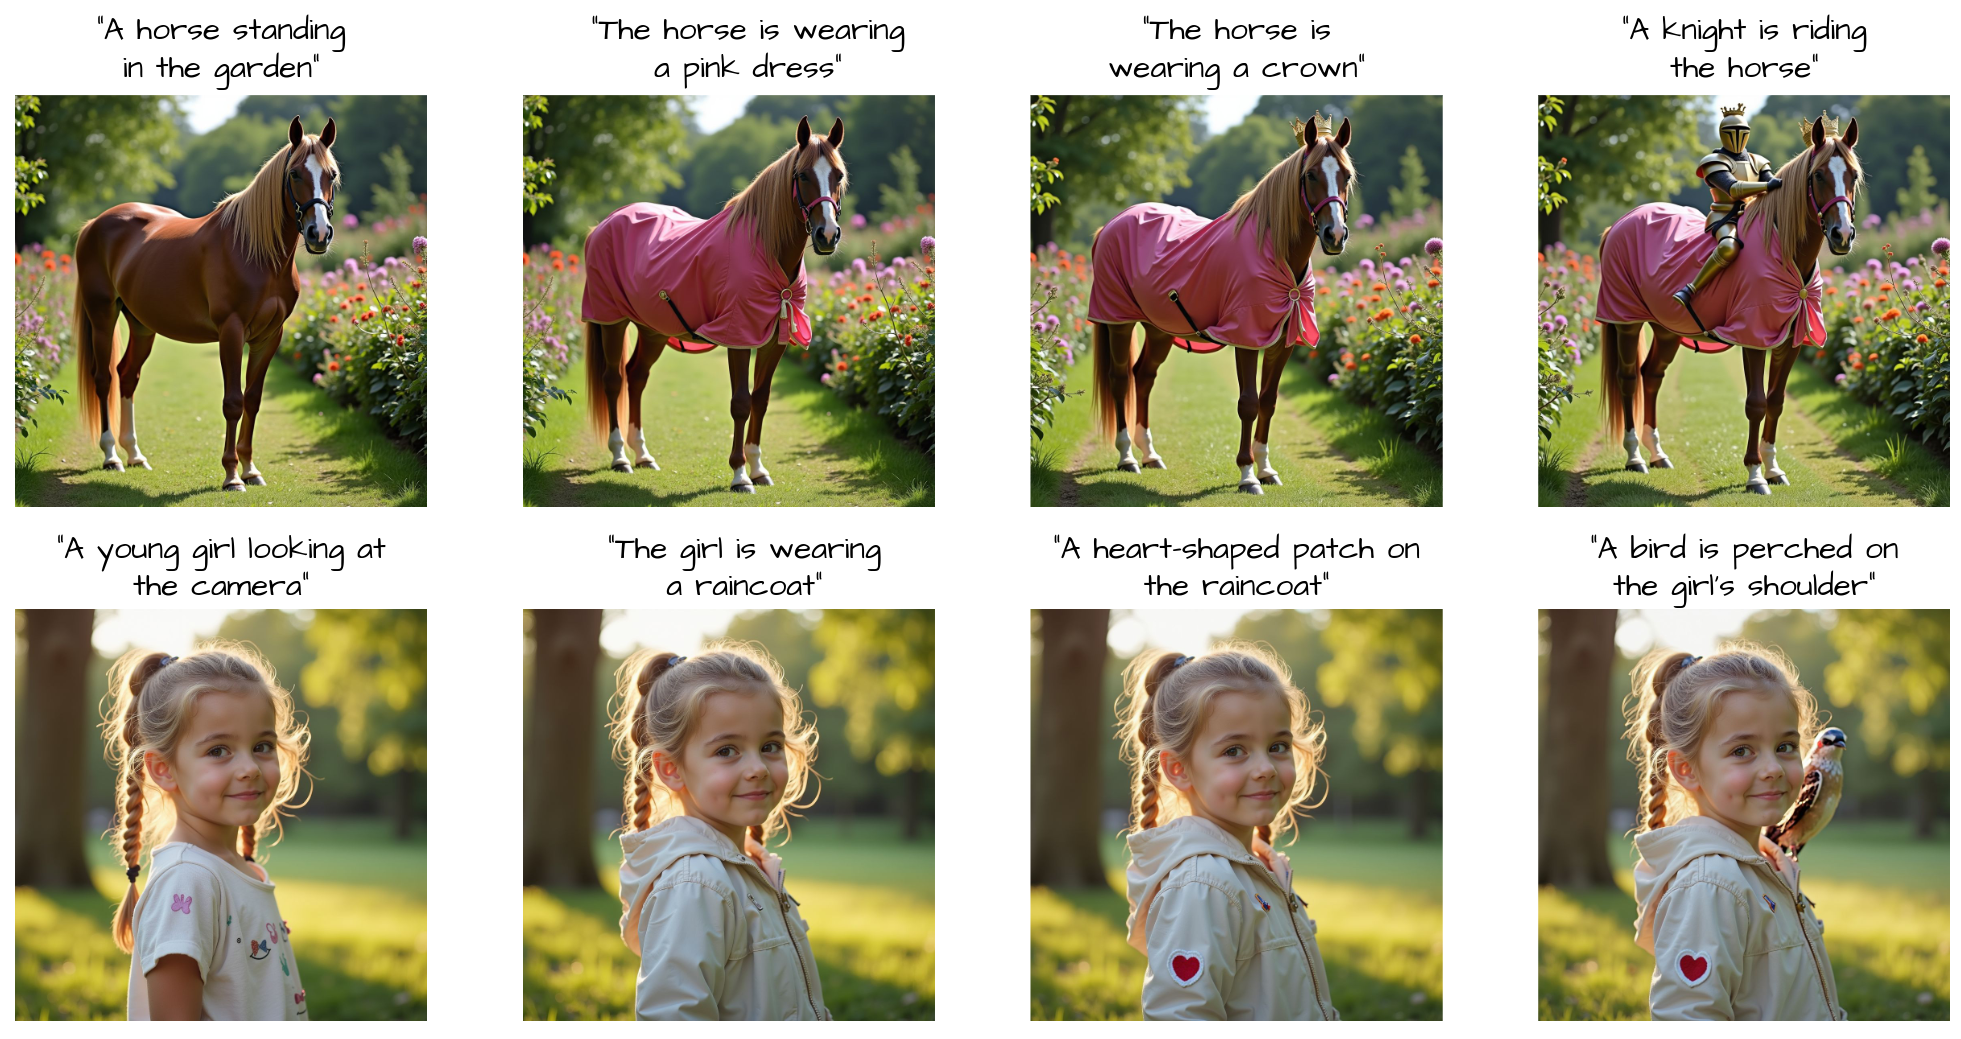 "A horse standing
in the garden"
"The horse is wearing
a pink dress"
"The horse is
wearing a crown"
"A knight is riding
the horse"
"A young girl looking at
the camera"
"The girl is wearing
a raincoat"
"A heart-shaped patch on
the raincoat"
"A bird is perched on
the girl's shoulder"